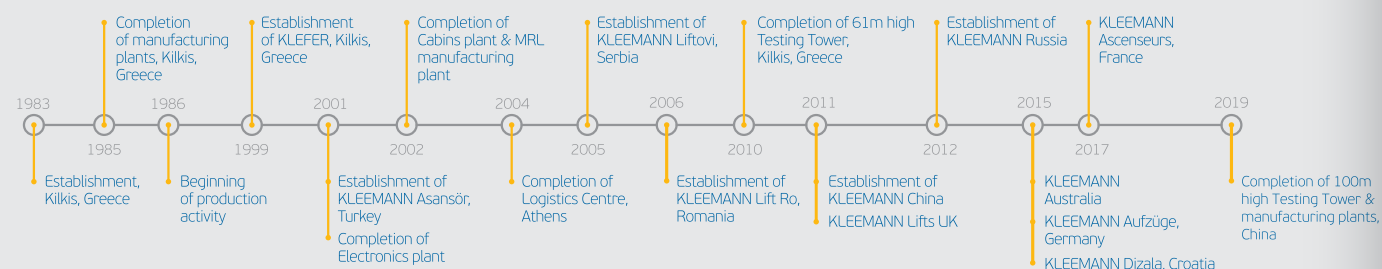 Completion
of manufacturing
plants, Kilkis,
Greece
Establishment
of KLEFER, Kilkis,
Greece
Completion of
Cabins plant & MRL
manufacturing
plant
Establishment of
KLEEMANN Liftovi,
Serbia
Completion of 61m high
Testing Tower,
Kilkis, Greece
Establishment of
KLEEMANN Russia
KLEEMANN
Ascenseurs,
France
1983
1986
2001
2004
2006
2011
2015
2019
1985
1999
2002
2005
2010
2012
2017
Establishment,
Kilkis, Greece
Beginning
of production
activity
Establishment of
KLEEMANN Asansör,
Turkey
Completion of
Electronics plant
Completion of
Logistics Centre,
Athens
Establishment of
KLEEMANN Lift Ro,
Romania
Establishment of
KLEEMANN China
KLEEMANN Lifts UK
KLEEMANN
Australia
KLEEMANN Aufzüge,
Germany
KLEEMANN Dizala, Croatia
Completion of 100m
high Testing Tower &
manufacturing plants,
China